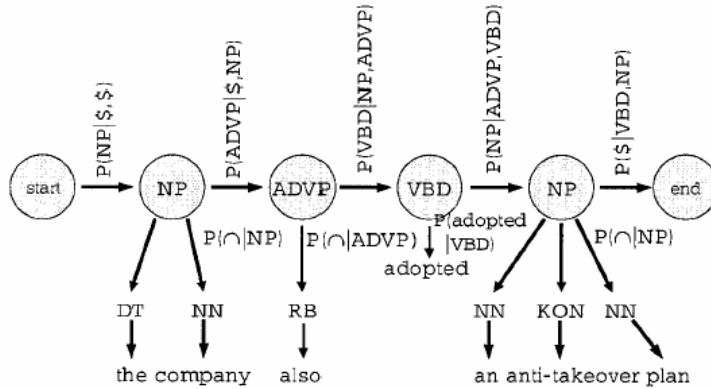 P(NP|$,$)
P(ADVP|$,NP)
P(VBD|NP,ADVP)
P(NP|ADVP,VBD)
P($|VBD,NP)
start NP ADVP VBD NP end
P(∩|NP) P(∩|ADVP) P(adopted |VBD) P(∩|NP)
adopted
DT NN RB NN KON NN
the company also an anti-takeover plan